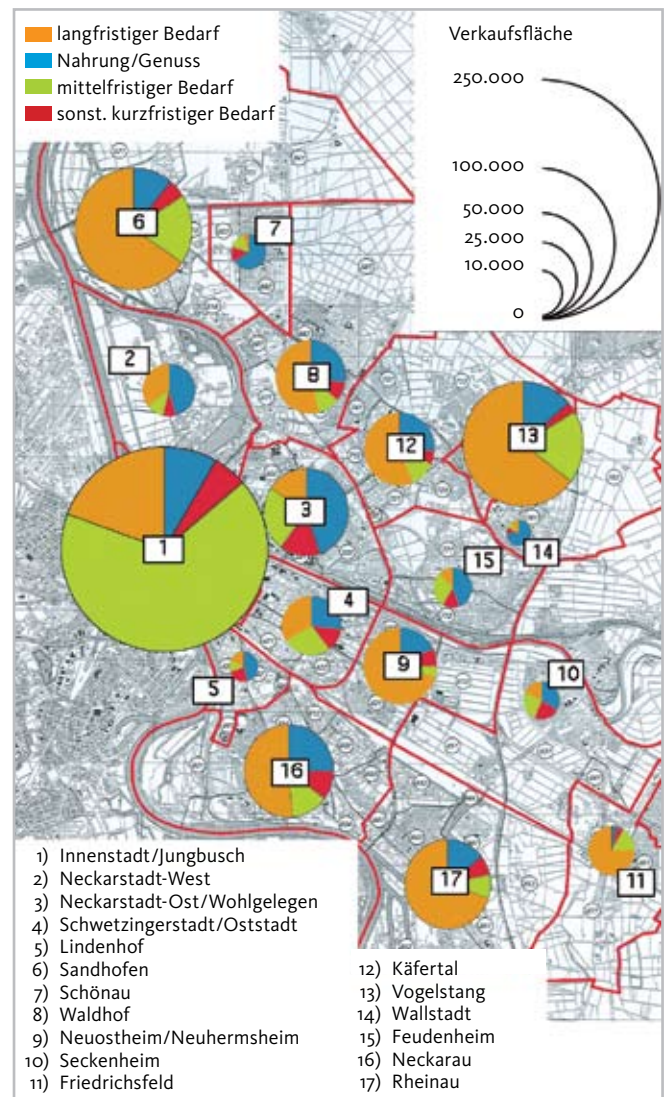 langfristiger Bedarf
Nahrung/Genuss
mittelfristiger Bedarf
sonst. kurzfristiger Bedarf
Verkaufsfläche
250.000
100.000
50.000
25.000
10.000
0
6
7
2
8
12
13
3
1
14
15
4
5
9
10
16
17
11
1) Innenstadt/Jungbusch
2) Neckarstadt-West
3) Neckarstadt-Ost/Wohlgelegen
4) Schwetzingerstadt/Oststadt
5) Lindenhof
6) Sandhofen
7) Schönau
8) Waldhof
9) Neuostheim/Neuhermsheim
10) Seckenheim
11) Friedrichsfeld
12) Käfertal
13) Vogelstang
14) Wallstadt
15) Feudenheim
16) Neckarau
17) Rheinau